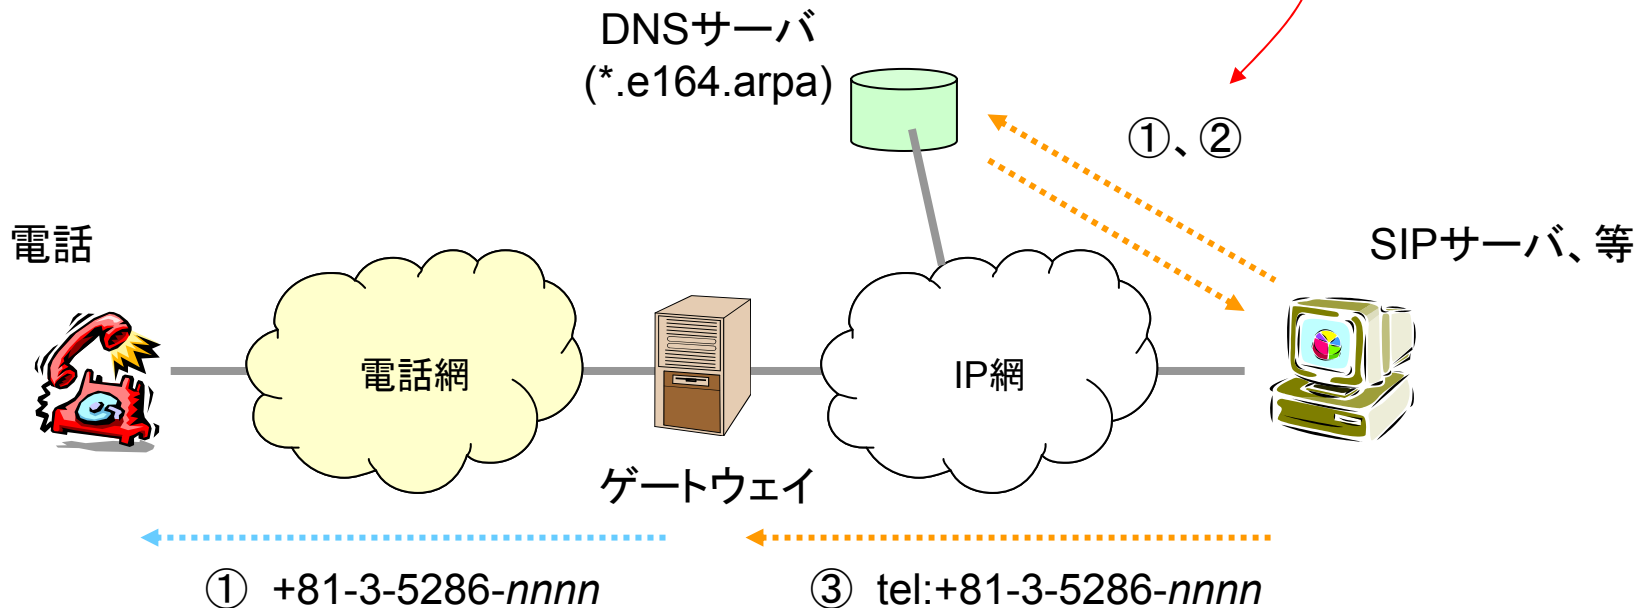 DNSサーバ
(*.e164.arpa)
①、②
電話
SIPサーバ、等
電話網
IP網
ゲートウェイ
① +81-3-5286-nnnn
③ tel:+81-3-5286-nnnn